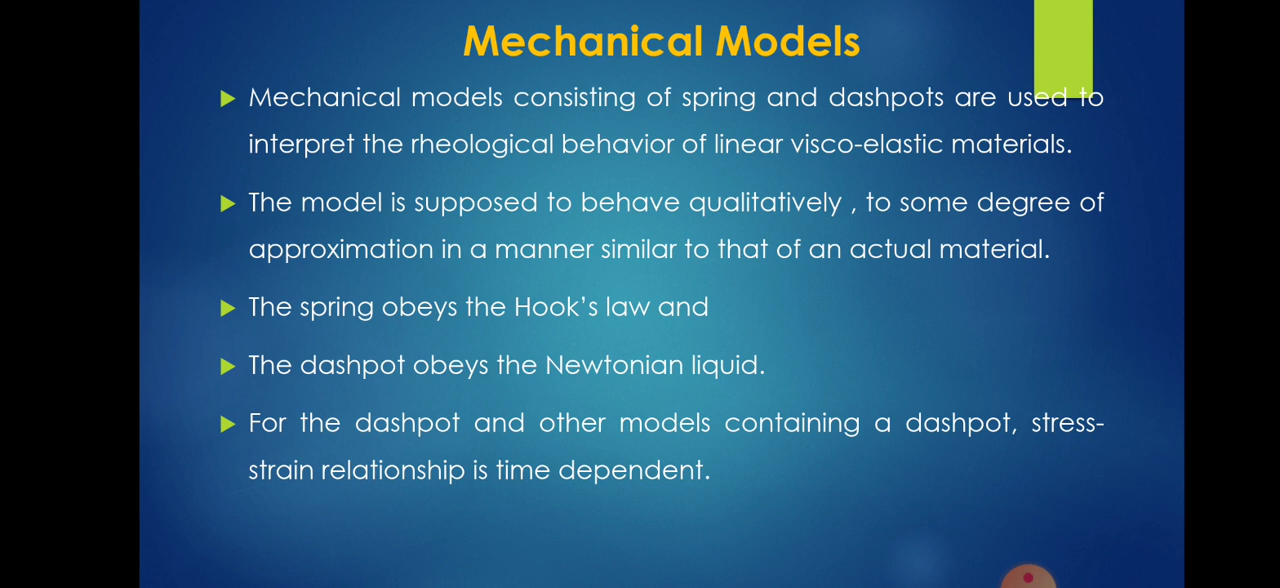 Mechanical Models
Mechanical models consisting of spring and dashpots are used to
interpret the rheological behavior of linear visco-elastic materials.
The model is supposed to behave qualitatively , to some degree of
approximation in a manner similar to that of an actual material.
The spring obeys the Hook’s law and
The dashpot obeys the Newtonian liquid.
For the dashpot and other models containing a dashpot, stress-
strain relationship is time dependent.